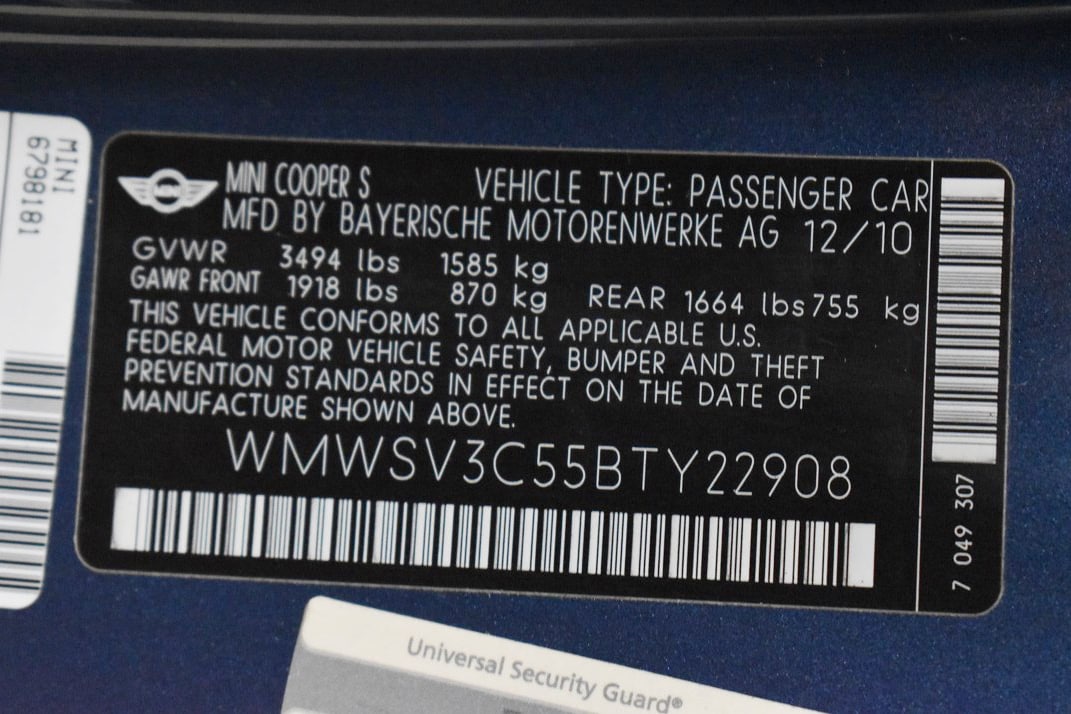 MINI
6798181
MINI
MINI COOPER S VEHICLE TYPE: PASSENGER CAR
MFD BY BAYERISCHE MOTORENWERKE AG 12/10
GVWR 3494 lbs 1585 kg
GAWR FRONT 1918 lbs 870 kg REAR 1664 lbs 755 kg
THIS VEHICLE CONFORMS TO ALL APPLICABLE U.S.
FEDERAL MOTOR VEHICLE SAFETY, BUMPER AND THEFT
PREVENTION STANDARDS IN EFFECT ON THE DATE OF
MANUFACTURE SHOWN ABOVE.
WMWSV3C55BTY22908
7 049 307
Universal Security Guard®